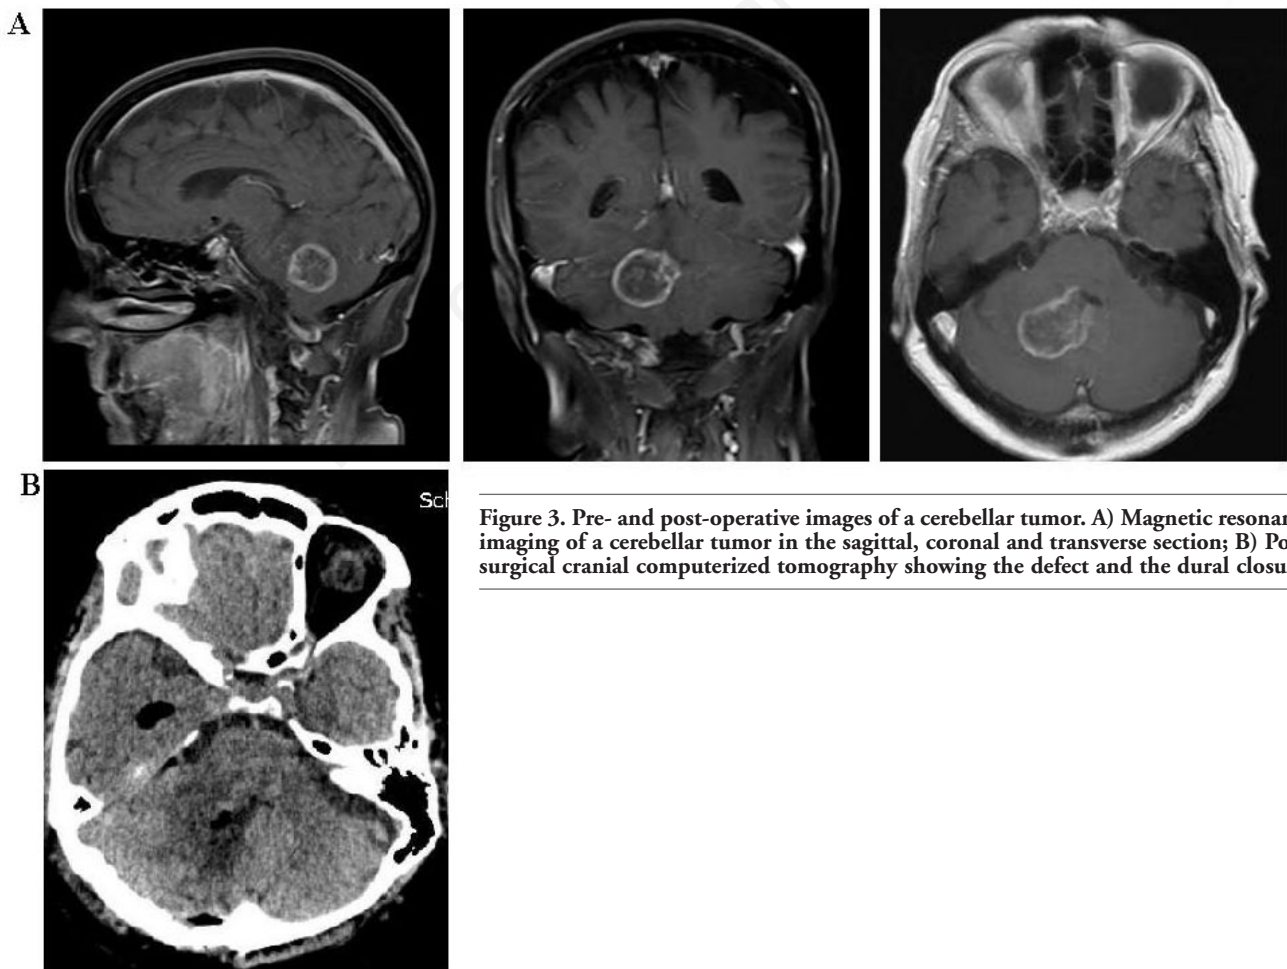 A
B
Sch
Figure 3. Pre- and post-operative images of a cerebellar tumor. A) Magnetic resonan
imaging of a cerebellar tumor in the sagittal, coronal and transverse section; B) Po
surgical cranial computerized tomography showing the defect and the dural closu